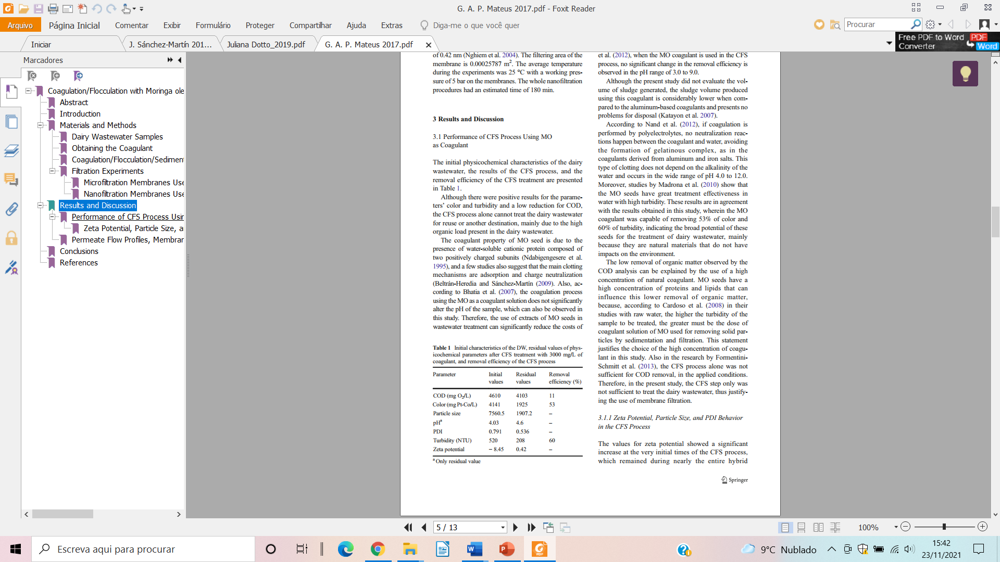 G. A. P. Mateus 2017.pdf - Foxit Reader
Arquivo Página Inicial Comentar Exibir Formulário Proteger Compartilhar Ajuda Extras Diga-me o que você quer Procurar
Iniciar J. Sánchez-Martín 201... Juliana Dotto_2019.pdf G. A. P. Mateus 2017.pdf
Free PDF to Word Converter PDF Word
Marcadores
Coagulation/Flocculation with Moringa ole
Abstract
Introduction
Materials and Methods
Dairy Wastewater Samples
Obtaining the Coagulant
Coagulation/Flocculation/Sedimen
Filtration Experiments
Microfiltration Membranes Use
Nanofiltration Membranes Use
Results and Discussion
Performance of CFS Process Usin
Zeta Potential, Particle Size, a
Permeate Flow Profiles, Membrar
Conclusions
References
of 0.42 nm (Nghiem et al. 2004). The filtering area of the
membrane is 0.00025787 m². The average temperature
during the experiments was 25 °C with a working pres-
sure of 5 bar on the membranes. The whole nanofiltration
procedures had an estimated time of 180 min.
3 Results and Discussion
3.1 Performance of CFS Process Using MO
as Coagulant
The initial physicochemical characteristics of the dairy
wastewater, the results of the CFS process, and the
removal efficiency of the CFS treatment are presented
in Table 1.
Although there were positive results for the parame-
ters' color and turbidity and a low reduction for COD,
the CFS process alone cannot treat the dairy wastewater
for reuse or another destination, mainly due to the high
organic load present in the dairy wastewater.
The coagulant property of MO seed is due to the
presence of water-soluble cationic protein composed of
two positively charged subunits (Ndabigengesere et al.
1995), and a few studies also suggest that the main clotting
mechanisms are adsorption and charge neutralization
(Beltrán-Heredia and Sánchez-Martín (2009). Also, ac-
cording to Bhatia et al. (2007), the coagulation process
using the MO as a coagulant solution does not significantly
alter the pH of the sample, which can also be observed in
this study. Therefore, the use of extracts of MO seeds in
wastewater treatment can significantly reduce the costs of
Table 1 Initial characteristics of the DW, residual values of phys-
icochemical parameters after CFS treatment with 3000 mg/L of
coagulant, and removal efficiency of the CFS process
Parameter Initial values Residual values Removal efficiency (%)
COD (mg O₂/L) 4610 4103 11
Color (mg Pt-Co/L) 4141 1925 53
Particle size 7560.5 1907.2 –
pHª 4.03 4.6 –
PDI 0.791 0.536 –
Turbidity (NTU) 520 208 60
Zeta potential − 8.45 0.42 –
ª Only residual value
et al. (2012), when the MO coagulant is used in the CFS
process, no significant change in the removal efficiency is
observed in the pH range of 3.0 to 9.0.
Although the present study did not evaluate the vol-
ume of sludge generated, the sludge volume produced
using this coagulant is considerably lower when com-
pared to the aluminum-based coagulants and presents no
problems for disposal (Katayon et al. 2007).
According to Nand et al. (2012), if coagulation is
performed by polyelectrolytes, no neutralization reac-
tions happen between the coagulant and water, avoiding
the formation of gelatinous complex, as in the
coagulants derived from aluminum and iron salts. This
type of clotting does not depend on the alkalinity of the
water and occurs in the wide range of pH 4.0 to 12.0.
Moreover, studies by Madrona et al. (2010) show that
the MO seeds have great treatment effectiveness in
water with high turbidity. These results are in agreement
with the results obtained in this study, wherein the MO
coagulant was capable of removing 53% of color and
60% of turbidity, indicating the broad potential of these
seeds for the treatment of dairy wastewater, mainly
because they are natural materials that do not have
impacts on the environment.
The low removal of organic matter observed by the
COD analysis can be explained by the use of a high
concentration of natural coagulant. MO seeds have a
high concentration of proteins and lipids that can
influence this lower removal of organic matter,
because, according to Cardoso et al. (2008) in their
studies with raw water, the higher the turbidity of the
sample to be treated, the greater must be the dose of
coagulant solution of MO used for removing solid par-
ticles by sedimentation and filtration. This statement
justifies the choice of the high concentration of coagu-
lant in this study. Also in the research by Formentini-
Schmitt et al. (2013), the CFS process alone was not
sufficient for COD removal, in the applied conditions.
Therefore, in the present study, the CFS step only was
not sufficient to treat the dairy wastewater, thus justify-
ing the use of membrane filtration.
3.1.1 Zeta Potential, Particle Size, and PDI Behavior
in the CFS Process
The values for zeta potential showed a significant
increase at the very initial times of the CFS process,
which remained during nearly the entire hybrid
Springer
5 / 13 100%
Escreva aqui para procurar
9°C Nublado
15:42
23/11/2021